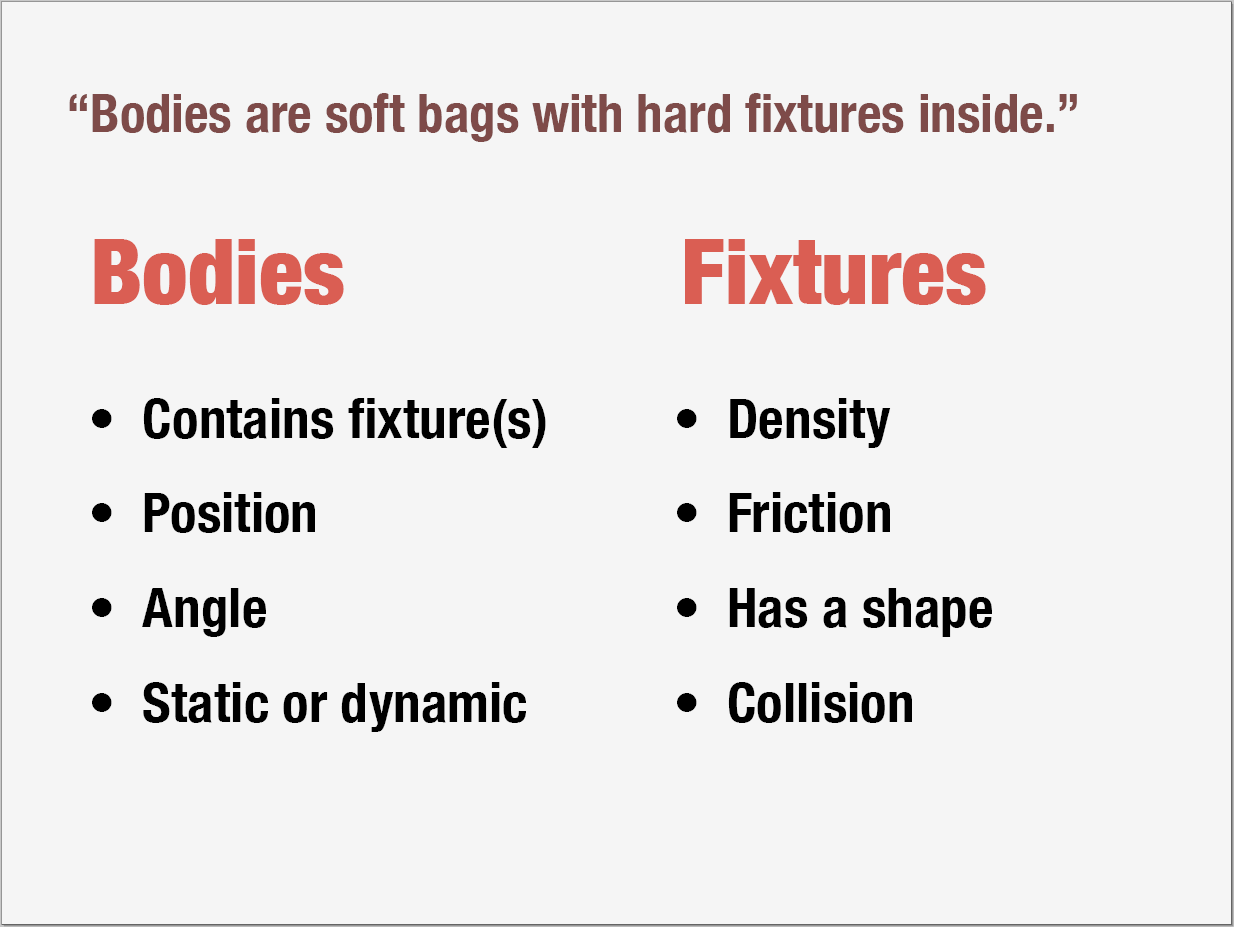 “Bodies are soft bags with hard fixtures inside.”
Bodies
• Contains fixture(s)
• Position
• Angle
• Static or dynamic
Fixtures
• Density
• Friction
• Has a shape
• Collision